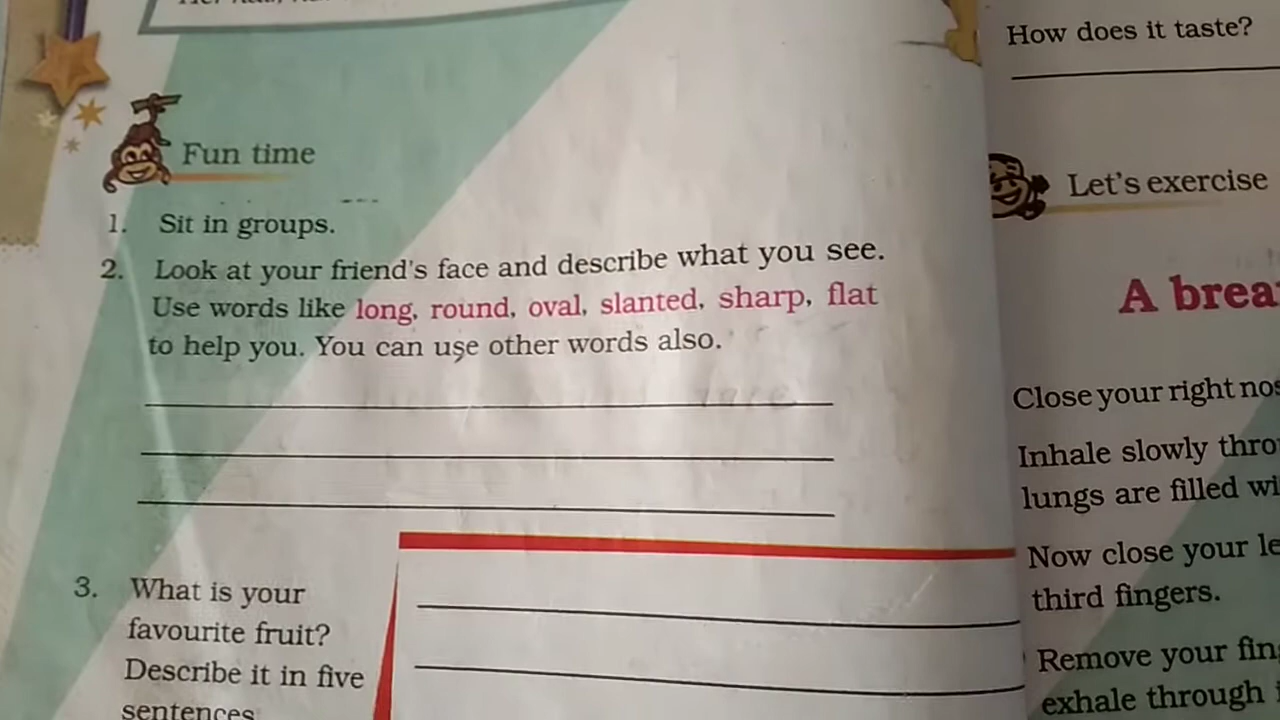 Fun time
1. Sit in groups.
2. Look at your friend's face and describe what you see.
Use words like long, round, oval, slanted, sharp, flat
to help you. You can use other words also.
3. What is your
favourite fruit?
Describe it in five
sentences
How does it taste?
Let's exercise
A brea
Close your right nos
Inhale slowly thro
lungs are filled wi
Now close your le
third fingers.
Remove your fin
exhale through